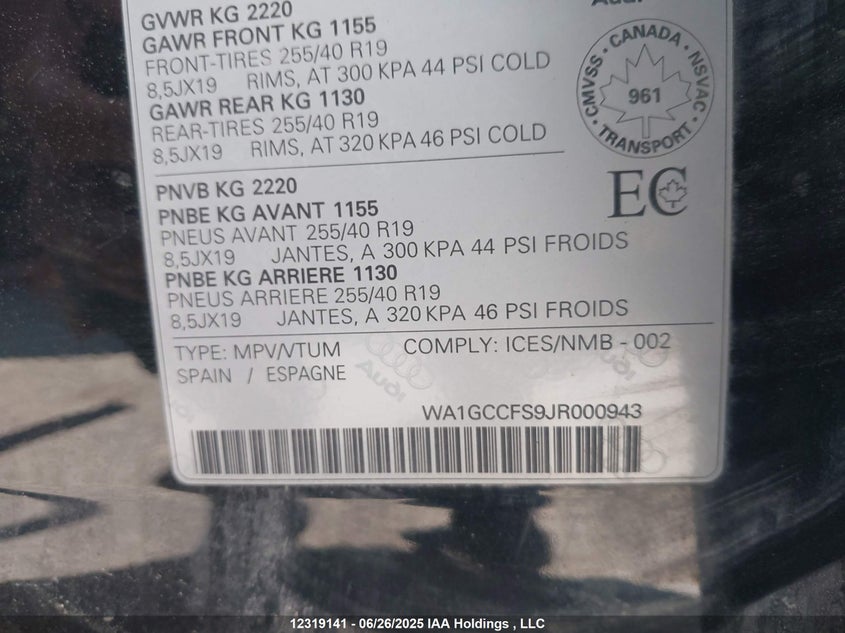 Audi
GVWR KG 2220
GAWR FRONT KG 1155
FRONT-TIRES 255/40 R19
8,5JX19 RIMS, AT 300 KPA 44 PSI COLD
GAWR REAR KG 1130
REAR-TIRES 255/40 R19
8,5JX19 RIMS, AT 320 KPA 46 PSI COLD
CMVSS · CANADA · NSVAC · TRANSPORT ·
961
EC
PNVB KG 2220
PNBE KG AVANT 1155
PNEUS AVANT 255/40 R19
8,5JX19 JANTES, A 300 KPA 44 PSI FROIDS
PNBE KG ARRIERE 1130
PNEUS ARRIERE 255/40 R19
8,5JX19 JANTES, A 320 KPA 46 PSI FROIDS
TYPE: MPV/VTUM COMPLY: ICES/NMB - 002
SPAIN / ESPAGNE
Audi
WA1GCCFS9JR000943
12319141 - 06/26/2025 IAA Holdings , LLC